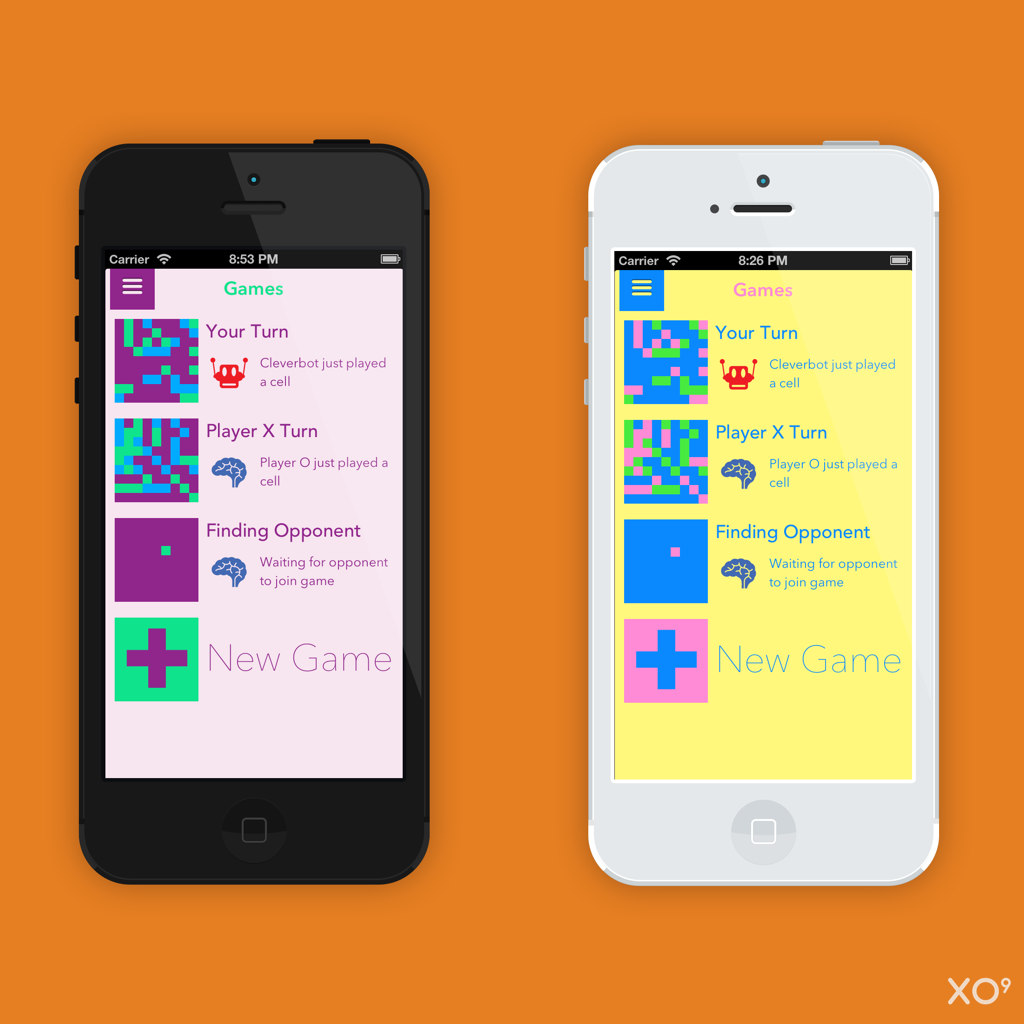 Carrier 8:53 PM
Games
Your Turn
Cleverbot just played
a cell
Player X Turn
Player O just played a
cell
Finding Opponent
Waiting for opponent
to join game
New Game
Carrier 8:26 PM
Games
Your Turn
Cleverbot just played
a cell
Player X Turn
Player O just played a
cell
Finding Opponent
Waiting for opponent
to join game
New Game
XO⁹